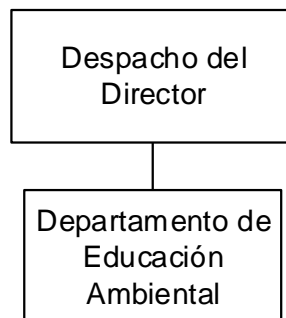 Despacho del
Director
Departamento de
Educación
Ambiental